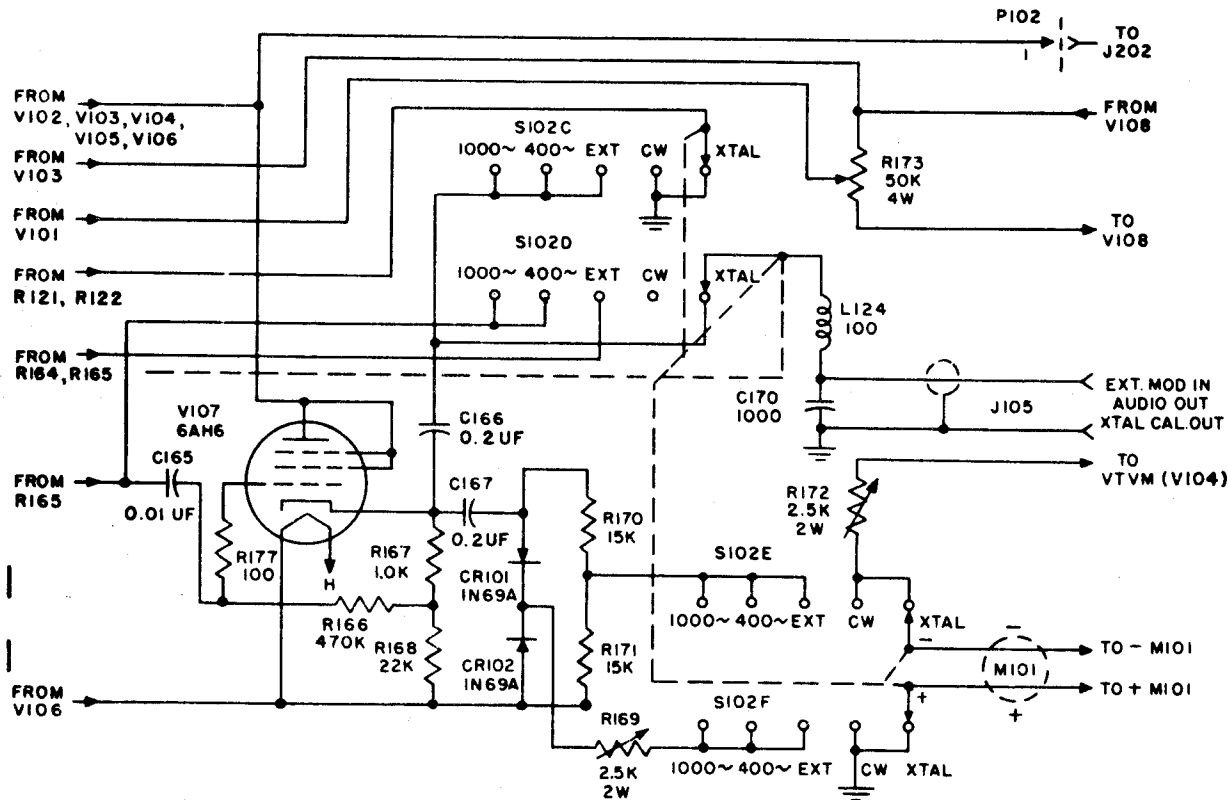 P102
TO
J202
1
FROM
V102, V103, V104,
V105, V106
FROM
V108
S102C
1000~ 400~ EXT CW XTAL
FROM
V103
R173
50K
4W
FROM
V101
TO
V108
S102D
1000~ 400~ EXT CW XTAL
FROM
R121, R122
L124
100
FROM
R164, R165
C170
1000
J105
EXT. MOD IN
AUDIO OUT
XTAL CAL.OUT
V107
6AH6
C166
0.2UF
C165
0.01 UF
FROM
R165
C167
0.2UF
TO
VTVM (V104)
R172
2.5K
2W
R170
15K
R177
100
H
R167
1.0K
CR101
1N69A
S102E
1000~ 400~ EXT CW XTAL
R166
470K
R168
22K
CR102
1N69A
R171
15K
-
-
M101
+
+
TO - M101
TO + M101
FROM
V106
S102F
R169
2.5K
2W
1000~ 400~ EXT CW XTAL